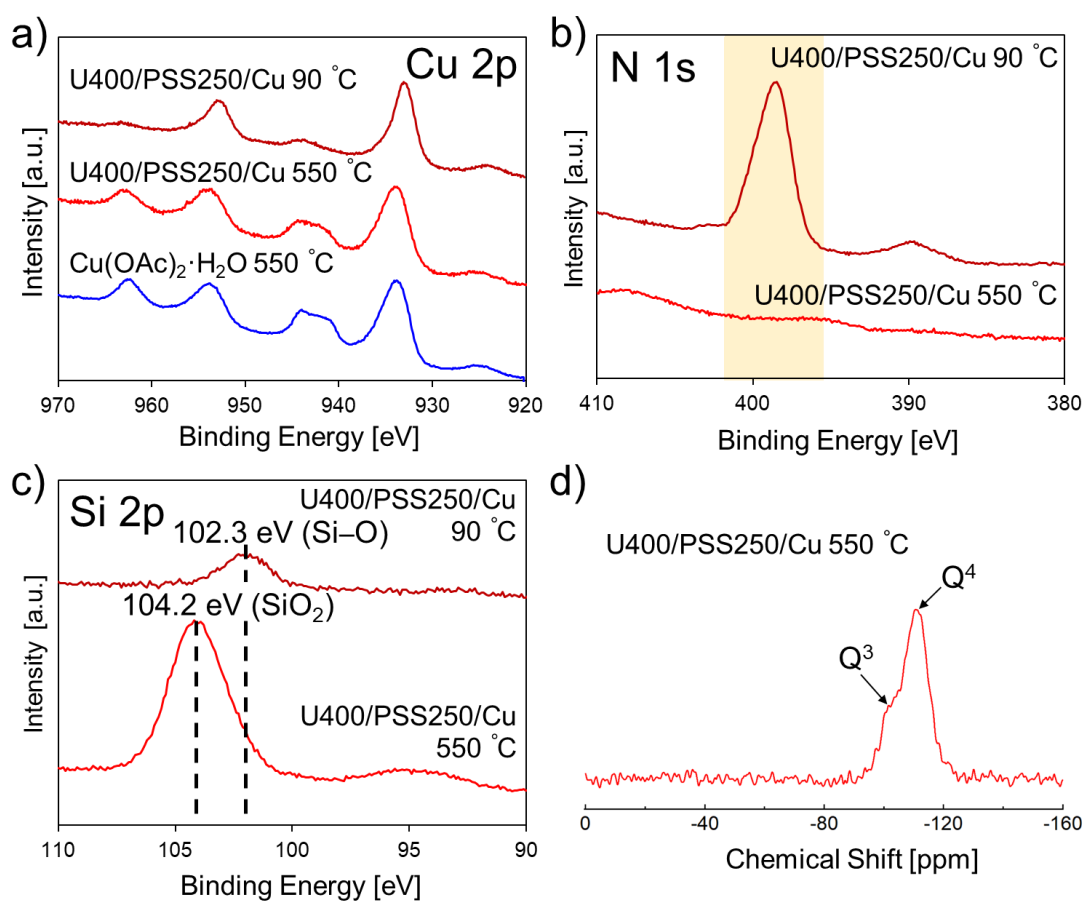 a)
Cu 2p
U400/PSS250/Cu 90 °C
U400/PSS250/Cu 550 °C
Cu(OAc)₂·H₂O 550 °C
Intensity [a.u.]
970 960 950 940 930 920
Binding Energy [eV]
b)
N 1s
U400/PSS250/Cu 90 °C
U400/PSS250/Cu 550 °C
Intensity [a.u.]
410 400 390 380
Binding Energy [eV]
c)
Si 2p
U400/PSS250/Cu
90 °C
102.3 eV (Si–O)
104.2 eV (SiO₂)
U400/PSS250/Cu
550 °C
Intensity [a.u.]
110 105 100 95 90
Binding Energy [eV]
d)
U400/PSS250/Cu 550 °C
Q⁴
Q³
0 -40 -80 -120 -160
Chemical Shift [ppm]